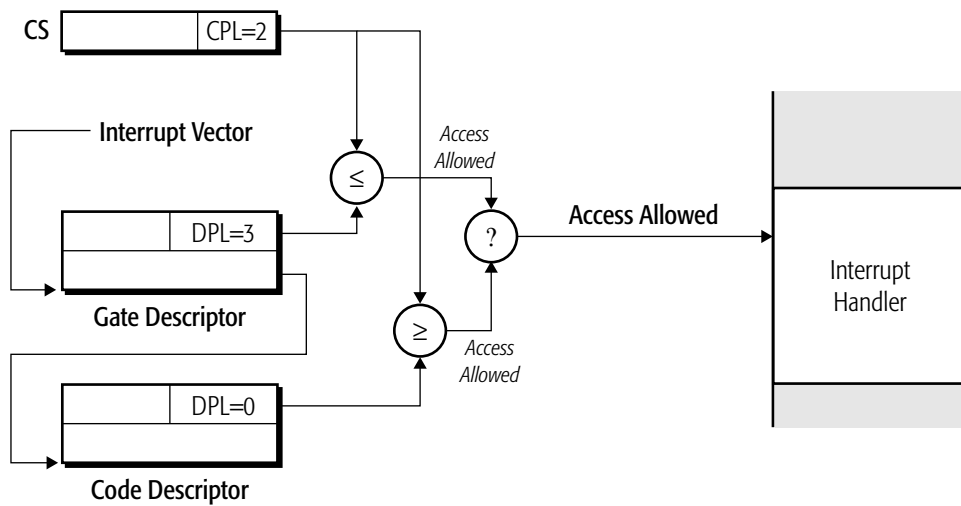 CS
CPL=2
Interrupt Vector
Access
Allowed
≤
DPL=3
?
Access Allowed
Interrupt
Handler
Gate Descriptor
≥
Access
Allowed
DPL=0
Code Descriptor